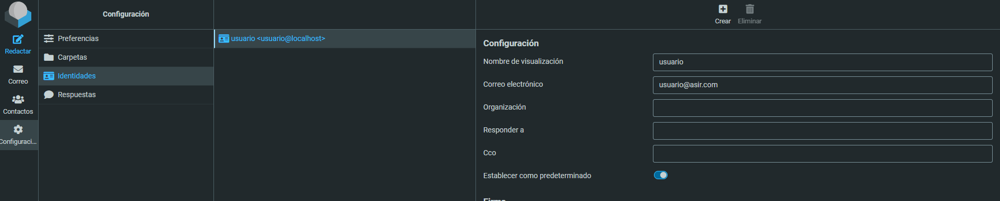 Configuración
Crear
Eliminar
Redactar
Correo
Contactos
Configuraci...
Preferencias
Carpetas
Identidades
Respuestas
usuario <usuario@localhost>
Configuración
Nombre de visualización
usuario
Correo electrónico
usuario@asir.com
Organización
Responder a
Cco
Establecer como predeterminado
Firma